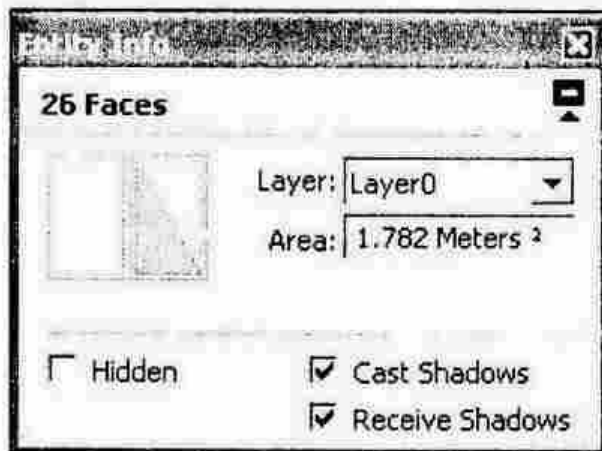 Entity Info
26 Faces
Layer: Layer0
Area: 1.782 Meters ²
Hidden
Cast Shadows
Receive Shadows